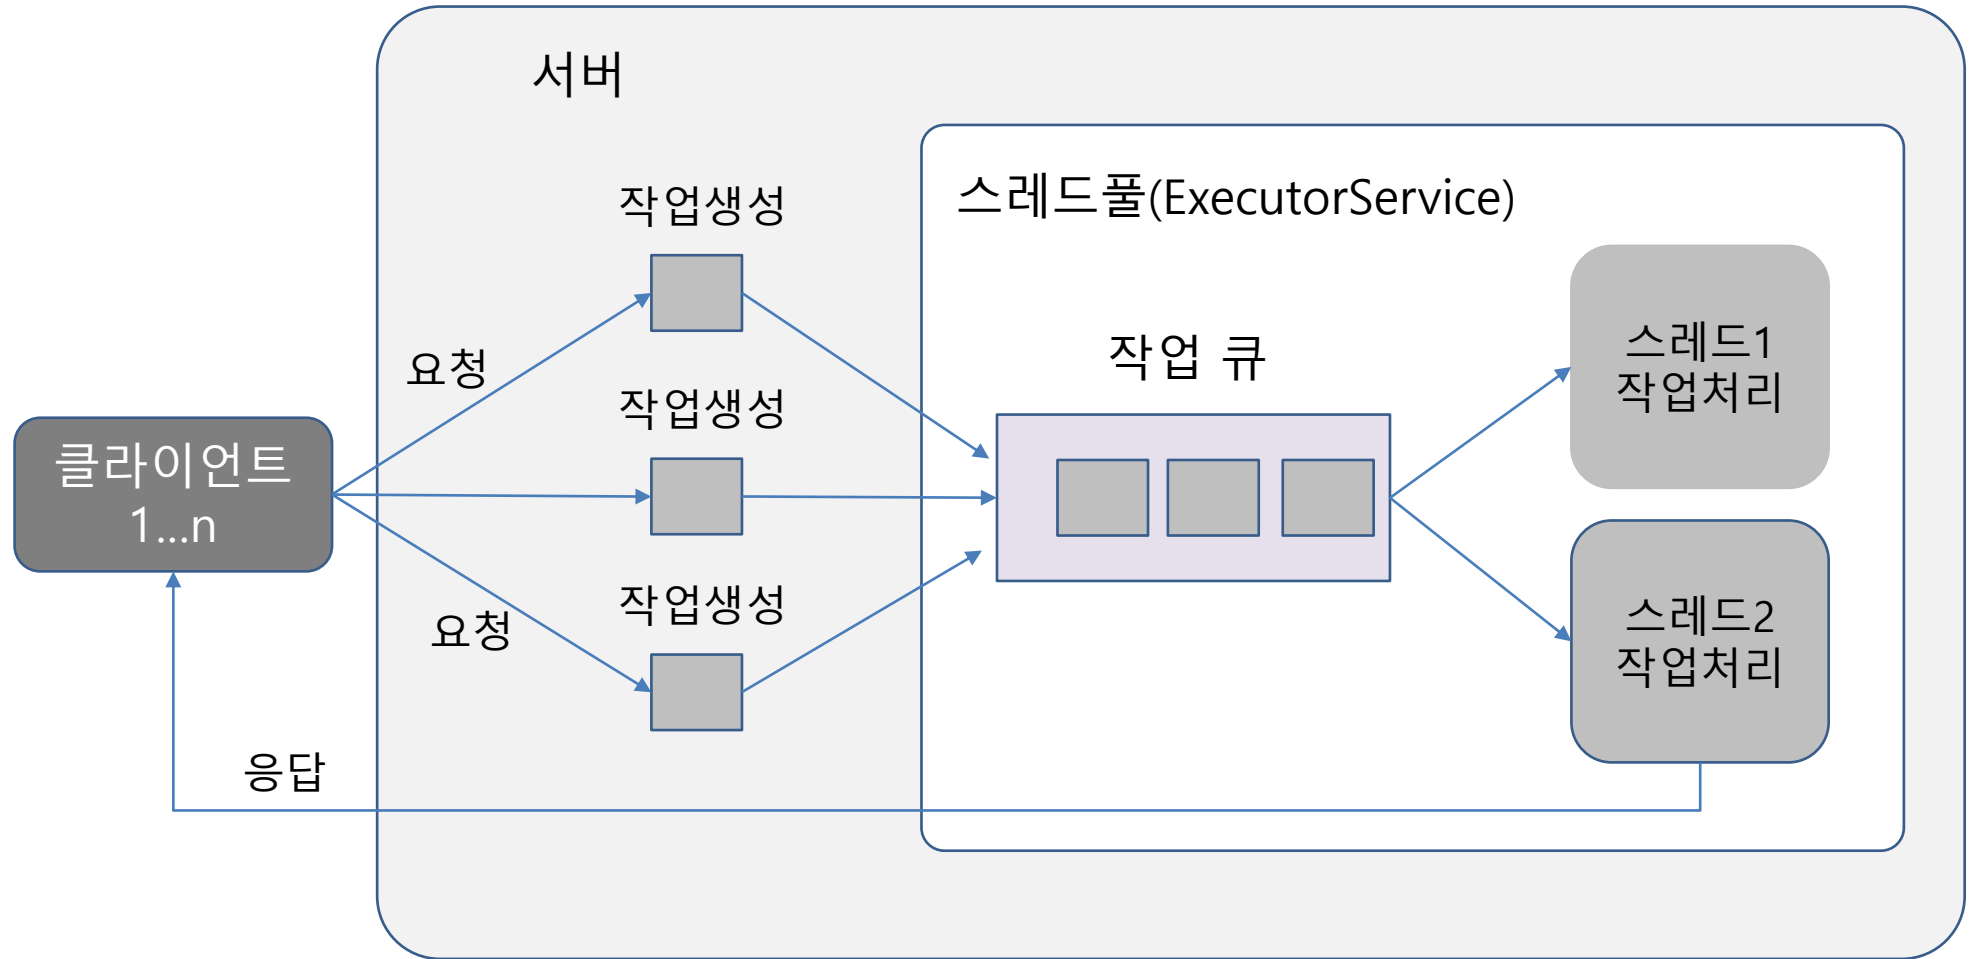 서버
스레드풀(ExecutorService)
작업생성
요청
작업 큐
스레드1
작업처리
작업생성
클라이언트
1...n
작업생성
요청
스레드2
작업처리
응답